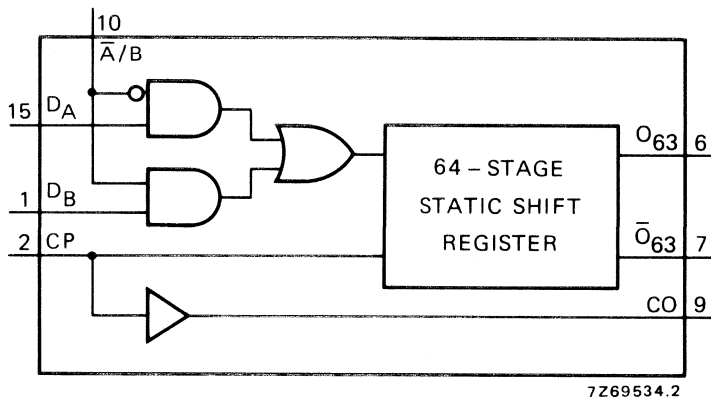 10
A̅/B
15 DA
1 DB
2 CP
64 – STAGE
STATIC SHIFT
REGISTER
O63 6
O̅63 7
CO 9
7Z69534.2